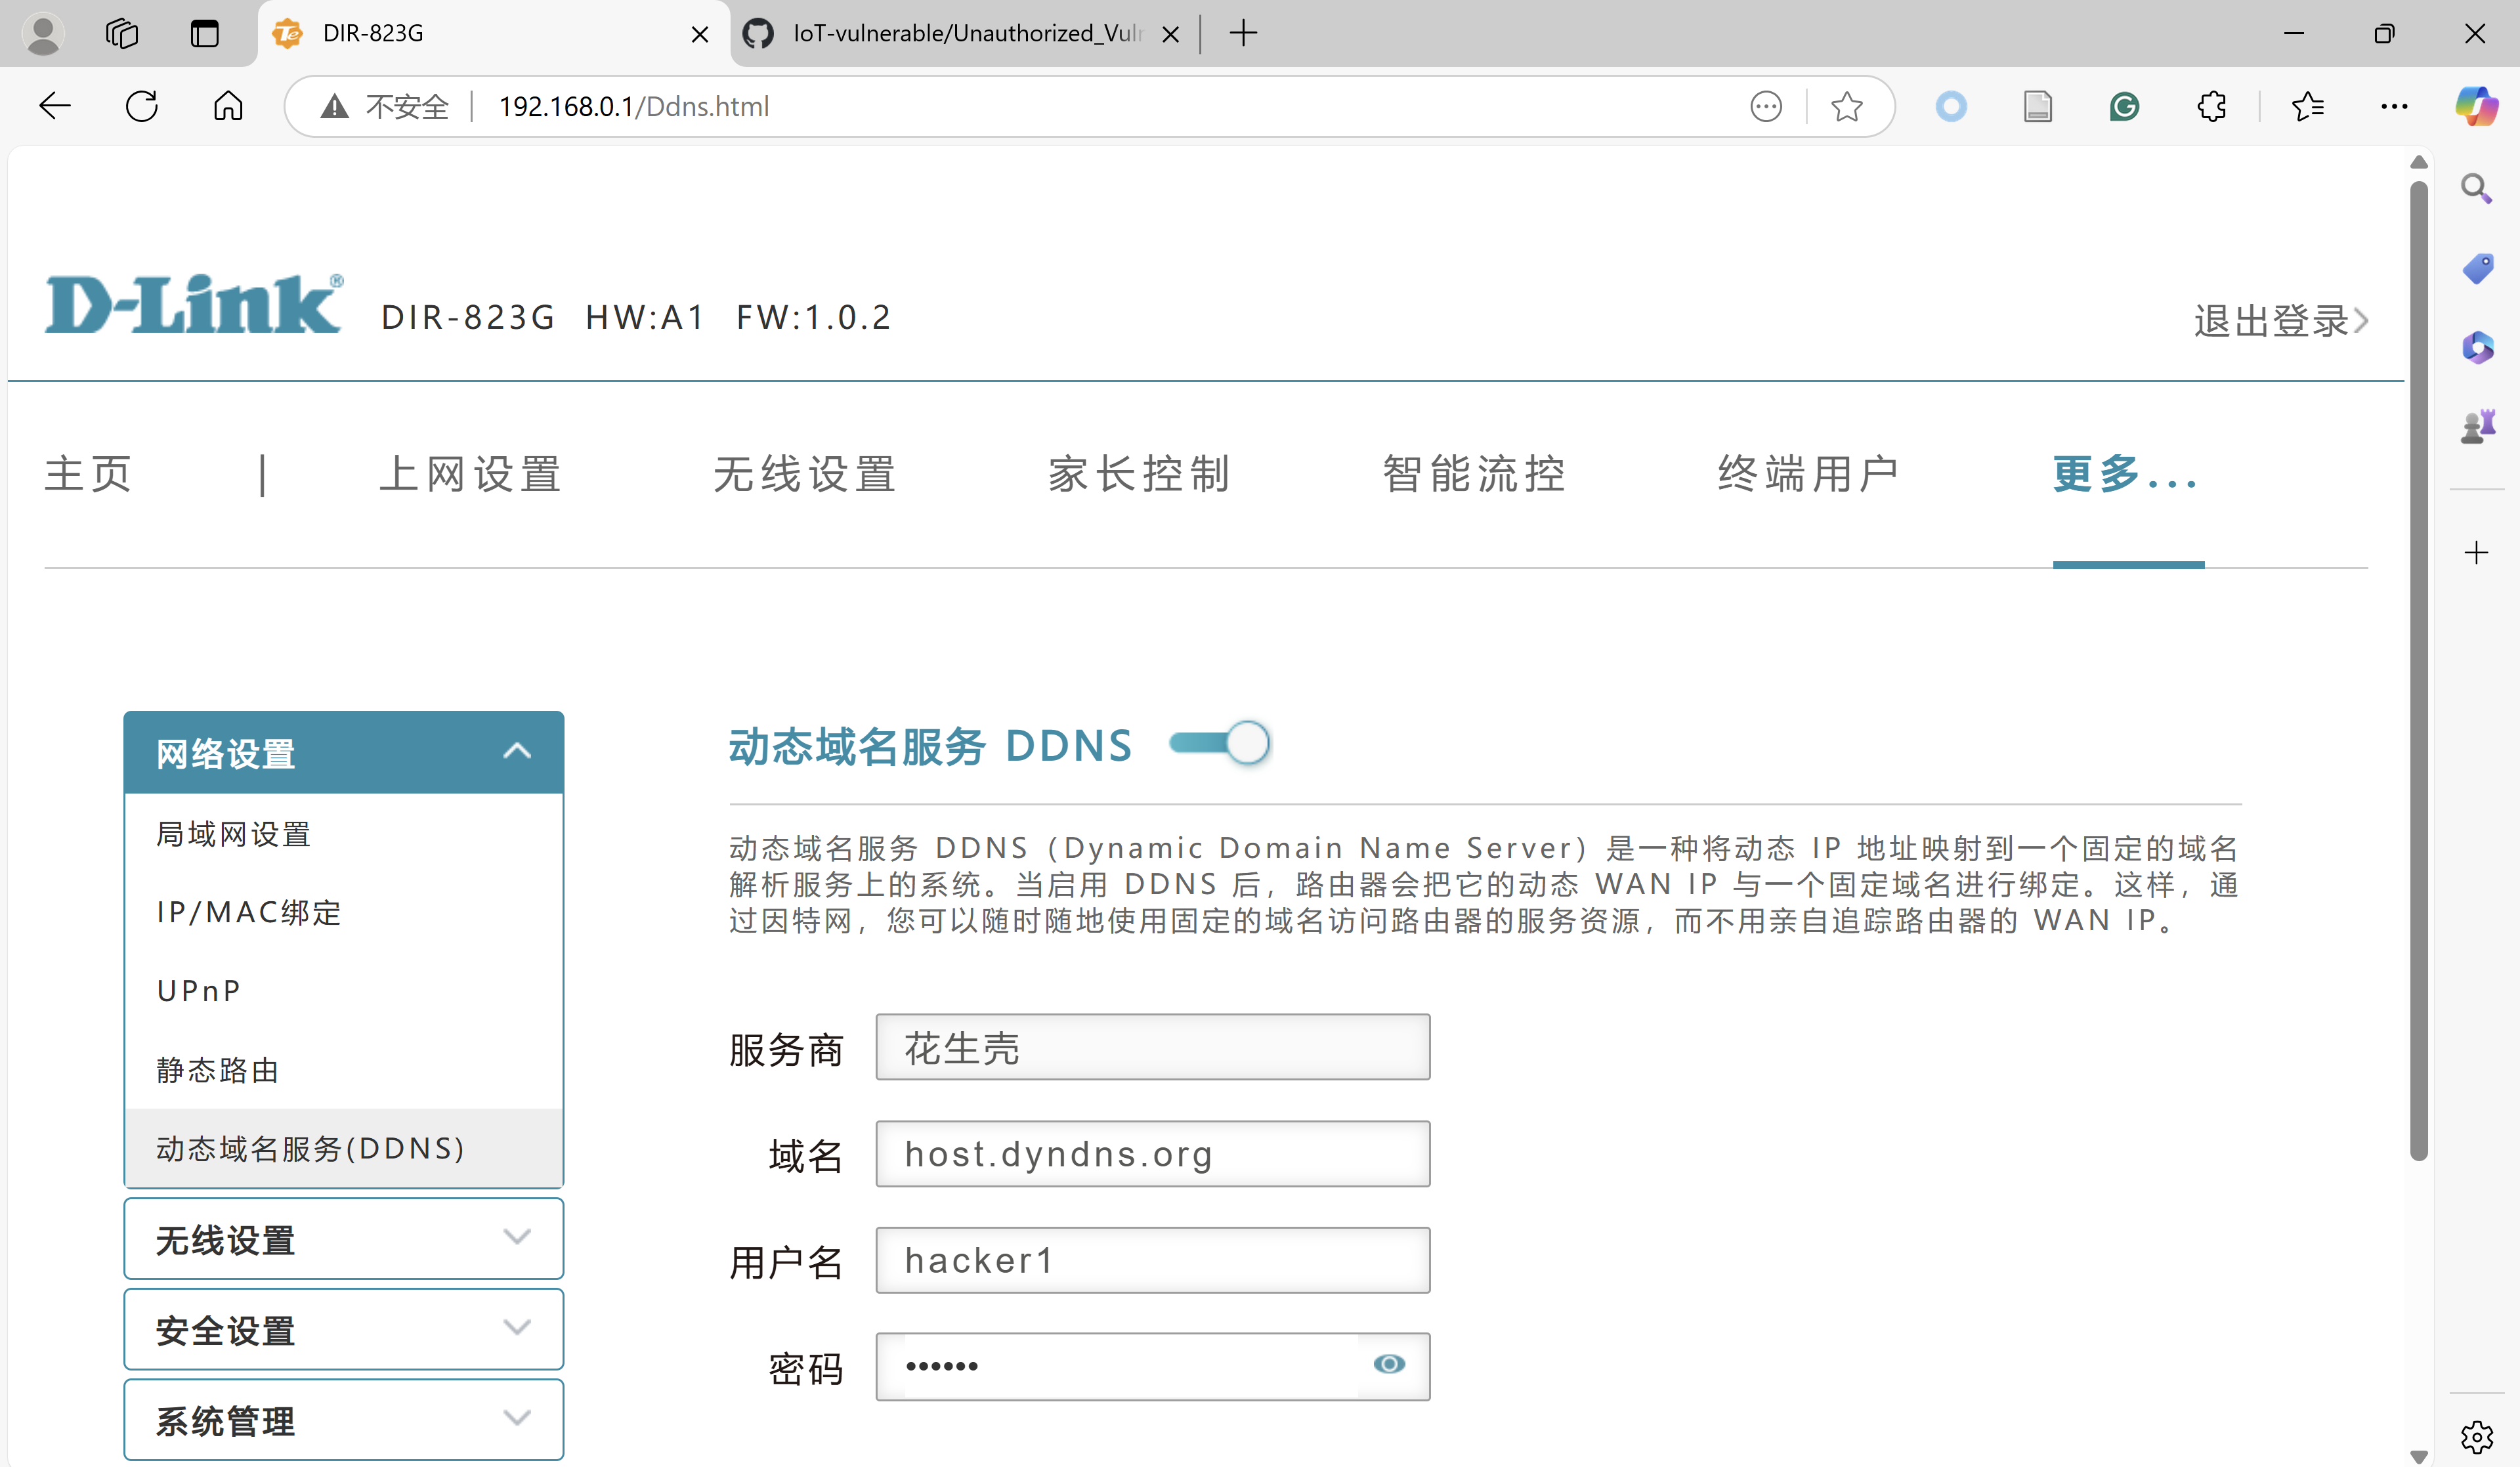 DIR-823G
IoT-vulnerable/Unauthorized_Vul
不安全 192.168.0.1/Ddns.html
D-Link® DIR-823G HW:A1 FW:1.0.2
退出登录
主页 | 上网设置 无线设置 家长控制 智能流控 终端用户 更多...
网络设置
局域网设置
IP/MAC绑定
UPnP
静态路由
动态域名服务(DDNS)
无线设置
安全设置
系统管理
动态域名服务 DDNS
动态域名服务 DDNS（Dynamic Domain Name Server）是一种将动态 IP 地址映射到一个固定的域名
解析服务上的系统。当启用 DDNS 后，路由器会把它的动态 WAN IP 与一个固定域名进行绑定。这样，通
过因特网，您可以随时随地使用固定的域名访问路由器的服务资源，而不用亲自追踪路由器的 WAN IP。
服务商 花生壳
域名 host.dyndns.org
用户名 hacker1
密码 ••••••